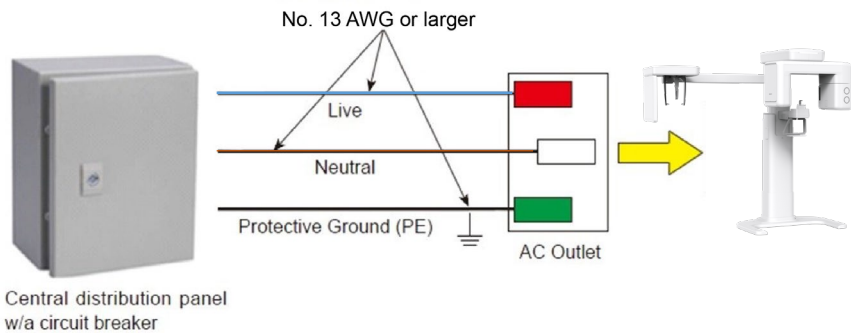 No. 13 AWG or larger
Live
Neutral
Protective Ground (PE)
AC Outlet
Central distribution panel
w/a circuit breaker